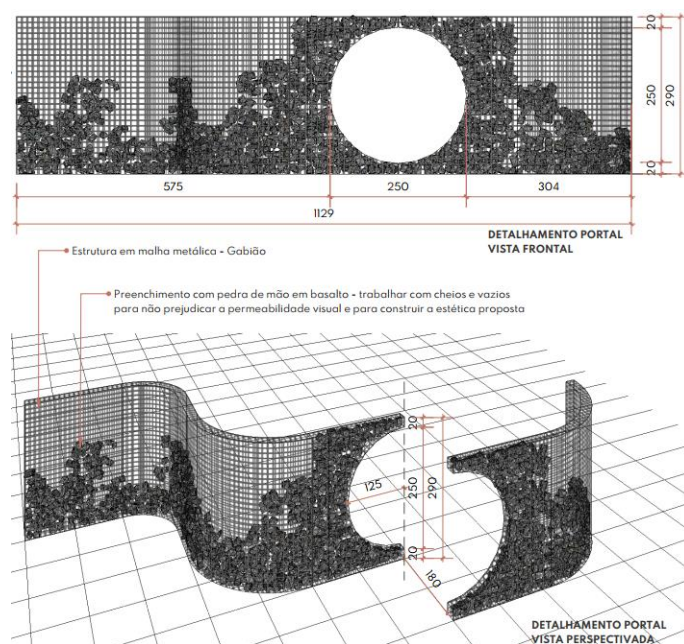 20
250
290
20
575
250
304
1129
DETALHAMENTO PORTAL
VISTA FRONTAL
Estrutura em malha metálica - Gabião
Preenchimento com pedra de mão em basalto - trabalhar com cheios e vazios
para não prejudicar a permeabilidade visual e para construir a estética proposta
20
125
250
290
20
180
DETALHAMENTO PORTAL
VISTA PERSPECTIVADA